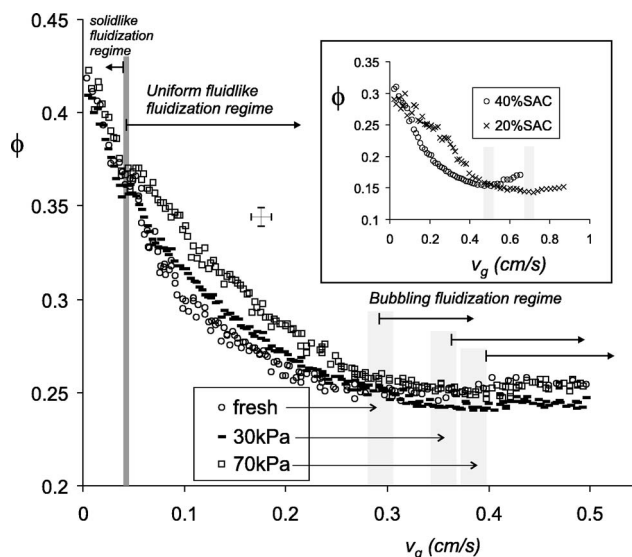 solidlike
fluidization
regime
Uniform fluidlike
fluidization regime
0.45
0.4
0.35
0.3
0.25
0.2
ϕ
0
0.1
0.2
0.3
0.4
0.5
v_g (cm/s)
0.35
0.3
0.25
0.2
0.15
0.1
ϕ
40%SAC
20%SAC
0
0.2
0.4
0.6
0.8
1
v_g (cm/s)
Bubbling fluidization regime
fresh
30kPa
70kPa